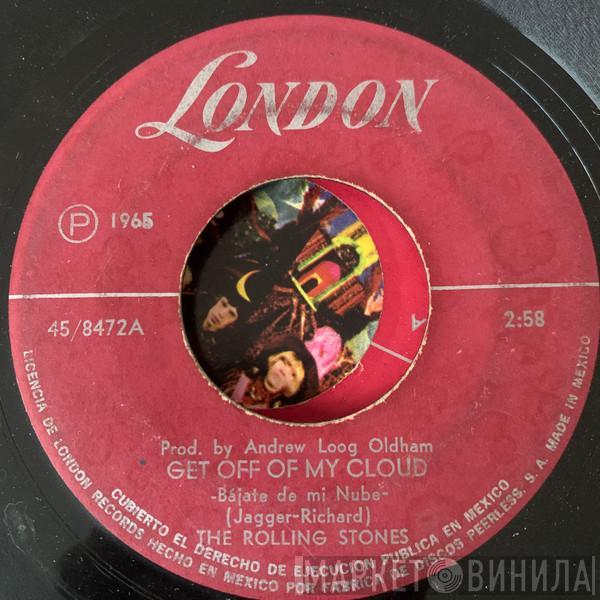 LONDON
℗ 1965
45/8472A
2:58
A
Prod. by Andrew Loog Oldham
GET OFF OF MY CLOUD
-Bájate de mi Nube-
(Jagger-Richard)
THE ROLLING STONES
LICENCIA DE LONDON RECORDS HECHO EN MEXICO POR FABRICA DE DISCOS PEERLESS, S. A. MADE IN MEXICO
CUBIERTO EL DERECHO DE EJECUCION PUBLICA EN MEXICO
МАРКЕТ ВИНИЛА